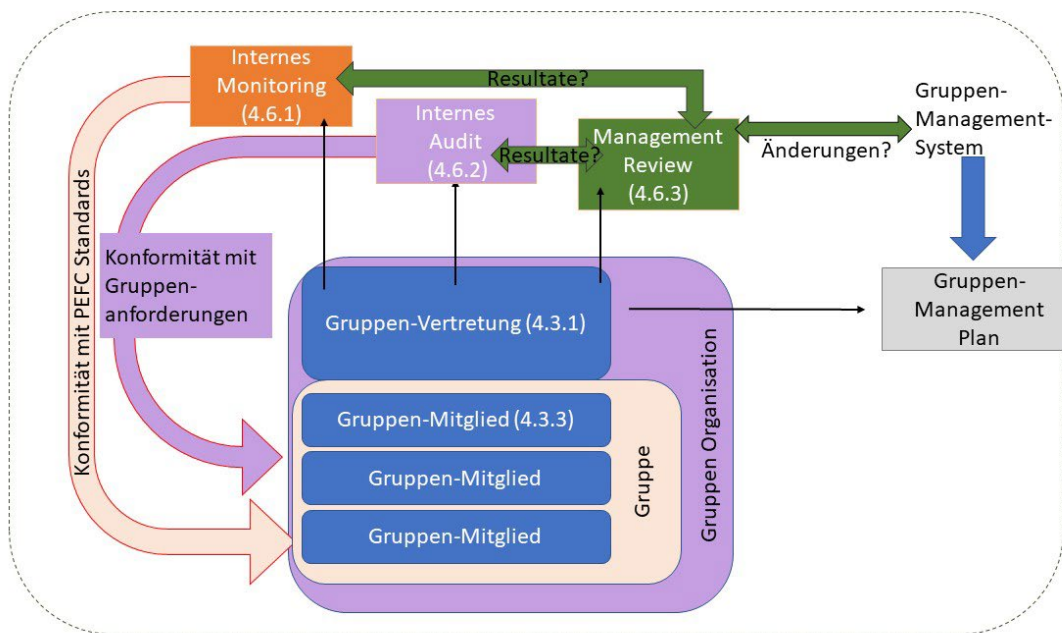 Internes
Monitoring
(4.6.1)
Resultate?
Internes
Audit
(4.6.2)
Resultate?
Management
Review
(4.6.3)
Änderungen?
Gruppen-
Management-
System
Konformität mit PEFC Standards
Konformität mit
Gruppen-
anforderungen
Gruppen-Vertretung (4.3.1)
Gruppen-
Management
Plan
Gruppen-Mitglied (4.3.3)
Gruppen-Mitglied
Gruppen-Mitglied
Gruppe
Gruppen Organisation